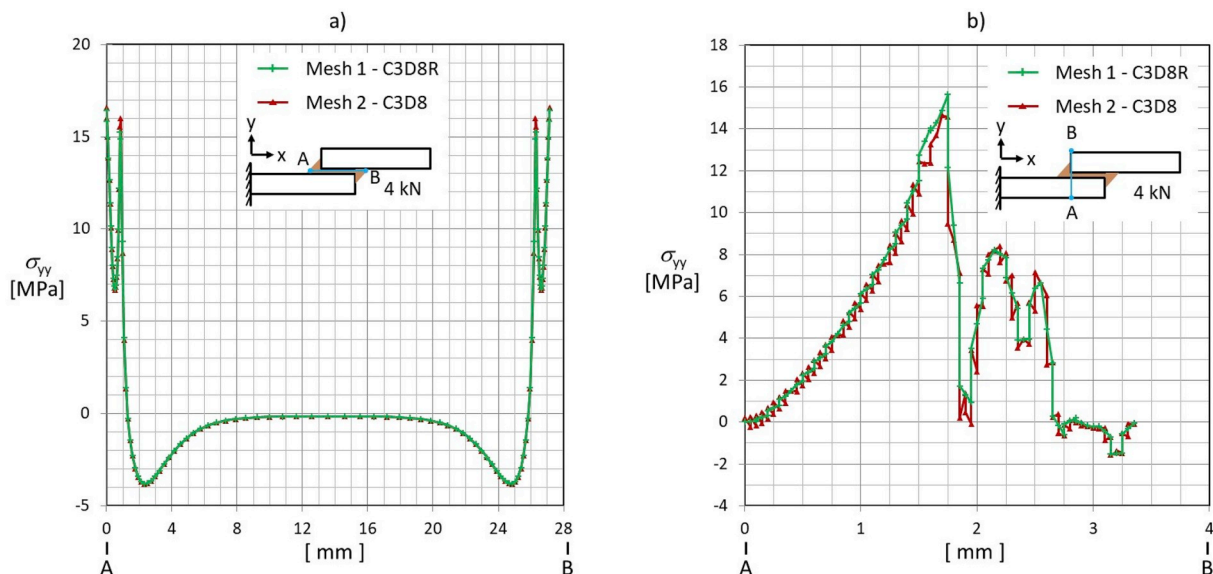 a)
20
15
10
5
0
-5
σyy
[MPa]
Mesh 1 - C3D8R
Mesh 2 - C3D8
y
x
A
B
4 kN
0 4 8 12 16 20 24 28
[ mm ]
A
B
b)
18
16
14
12
10
8
6
4
2
0
-2
-4
σyy
[MPa]
Mesh 1 - C3D8R
Mesh 2 - C3D8
y
x
B
4 kN
A
0 1 2 3 4
[ mm ]
A
B